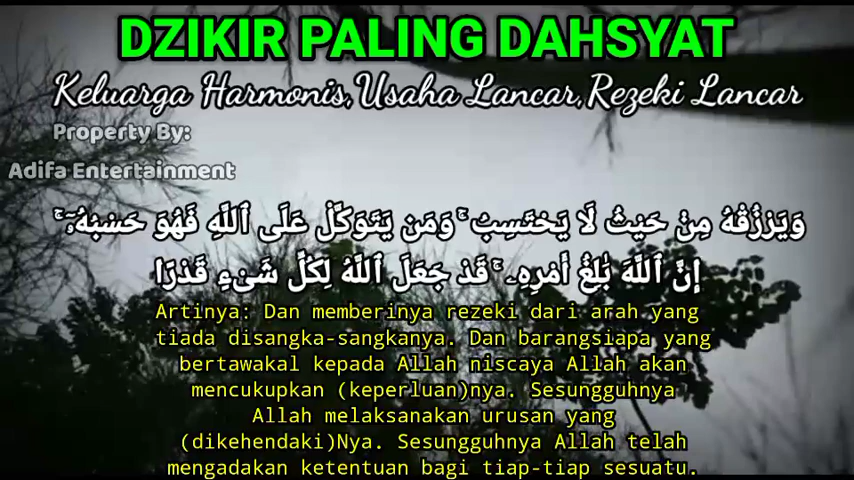 DZIKIR PALING DAHSYAT
Keluarga Harmonis,Usaha Lancar,Rezeki Lancar
Property By:
Adifa Entertainment
وَيَرْزُقْهُ مِنْ حَيْثُ لَا يَحْتَسِبُ ۚ وَمَن يَتَوَكَّلْ عَلَى ٱللَّهِ فَهُوَ حَسْبُهُۥٓ ۚ
إِنَّ ٱللَّهَ بَٰلِغُ أَمْرِهِۦ ۚ قَدْ جَعَلَ ٱللَّهُ لِكُلِّ شَىْءٍ قَدْرًا
Artinya: Dan memberinya rezeki dari arah yang
tiada disangka-sangkanya. Dan barangsiapa yang
bertawakal kepada Allah niscaya Allah akan
mencukupkan (keperluan)nya. Sesungguhnya
Allah melaksanakan urusan yang
(dikehendaki)Nya. Sesungguhnya Allah telah
mengadakan ketentuan bagi tiap-tiap sesuatu.